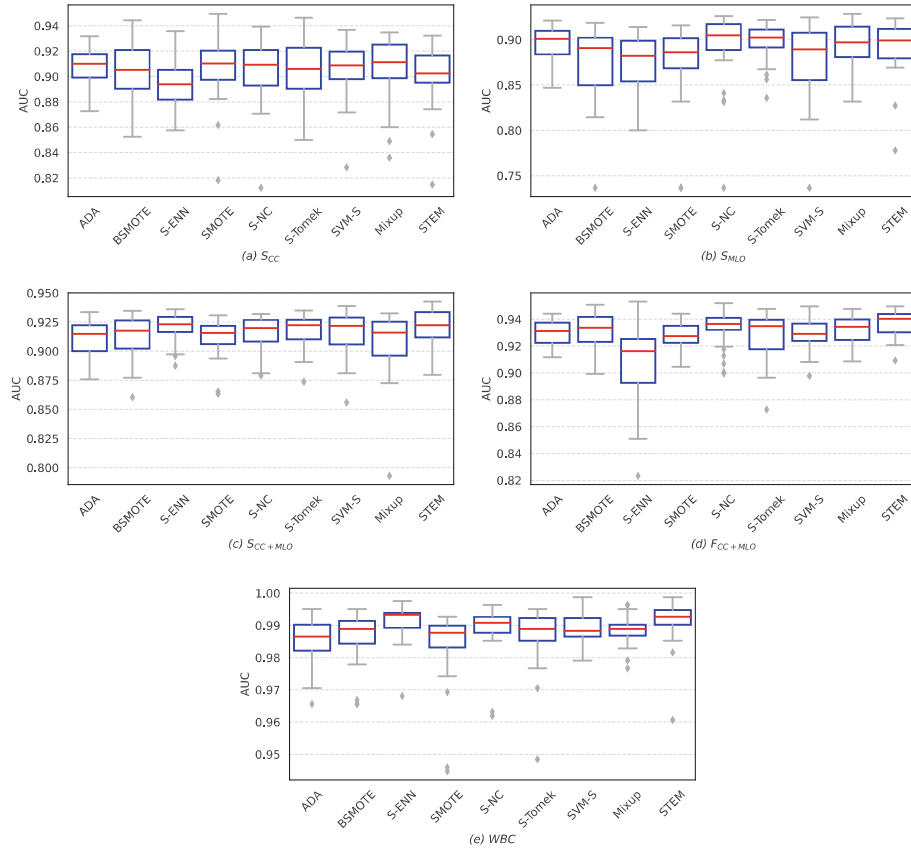 0.94
0.92
0.90
0.88
0.86
0.84
0.82
AUC
ADA BSMOTE S-ENN SMOTE S-NC S-Tomek SVM-S Mixup STEM
(a) S_CC
0.90
0.85
0.80
0.75
AUC
ADA BSMOTE S-ENN SMOTE S-NC S-Tomek SVM-S Mixup STEM
(b) S_MLO
0.950
0.925
0.900
0.875
0.850
0.825
0.800
AUC
ADA BSMOTE S-ENN SMOTE S-NC S-Tomek SVM-S Mixup STEM
(c) S_CC+MLO
0.94
0.92
0.90
0.88
0.86
0.84
0.82
AUC
ADA BSMOTE S-ENN SMOTE S-NC S-Tomek SVM-S Mixup STEM
(d) F_CC+MLO
1.00
0.99
0.98
0.97
0.96
0.95
AUC
ADA BSMOTE S-ENN SMOTE S-NC S-Tomek SVM-S Mixup STEM
(e) WBC